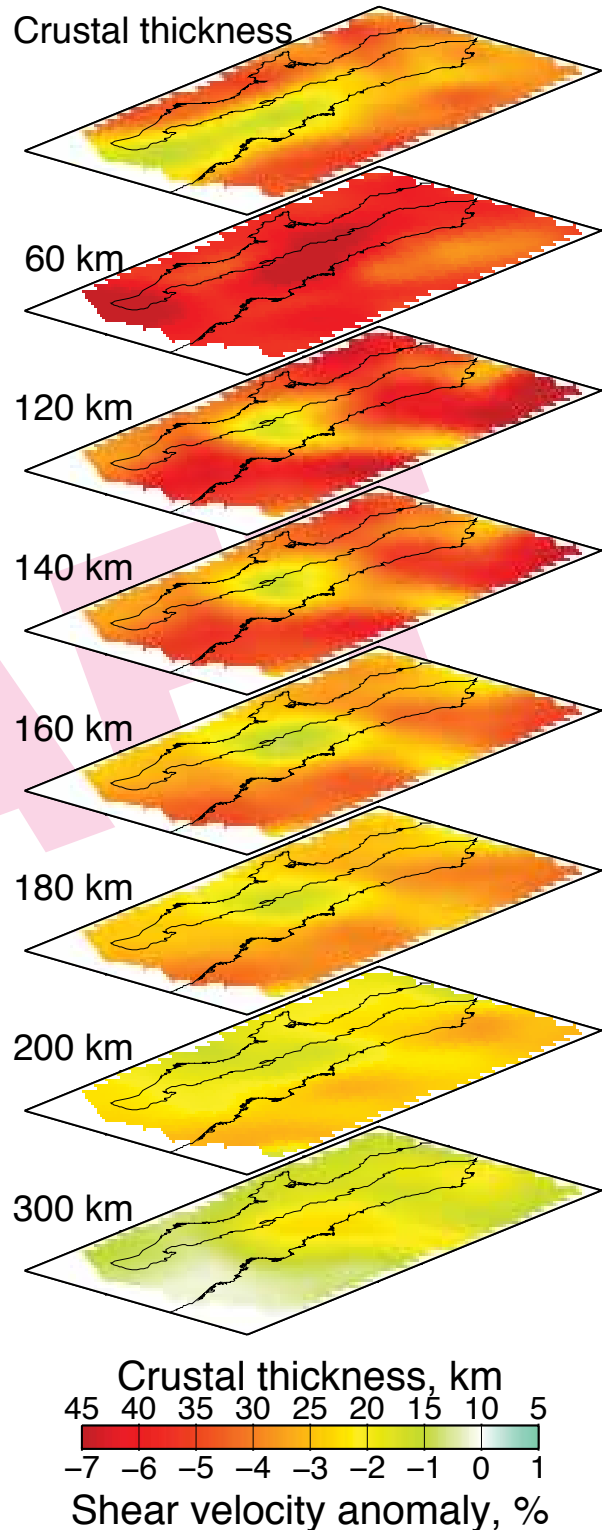 Crustal thickness
60 km
120 km
140 km
160 km
180 km
200 km
300 km
Crustal thickness, km
45 40 35 30 25 20 15 10 5
−7 −6 −5 −4 −3 −2 −1 0 1
Shear velocity anomaly, %